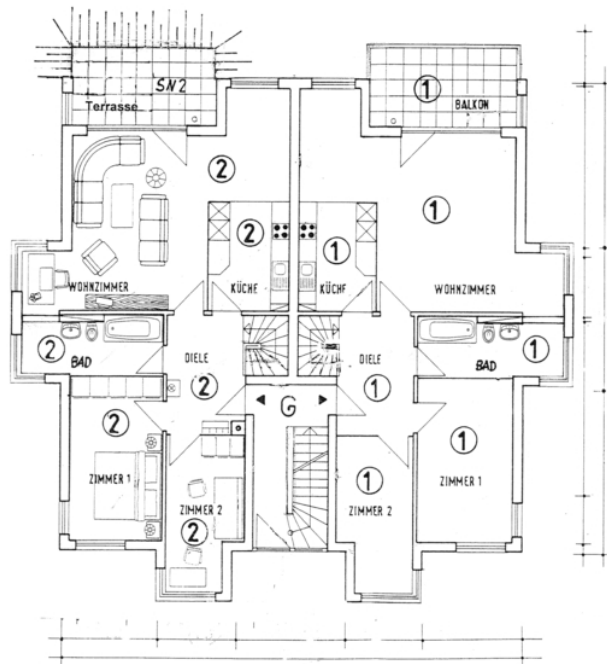 SN2
Terrasse
1
BALKON
2
1
2
1
WOHNZIMMER
KÜCHE
KÜCHE
WOHNZIMMER
2
BAD
DIELE
2
DIELE
1
BAD
1
G
2
1
ZIMMER 1
1
ZIMMER 1
ZIMMER 2
2
ZIMMER 2